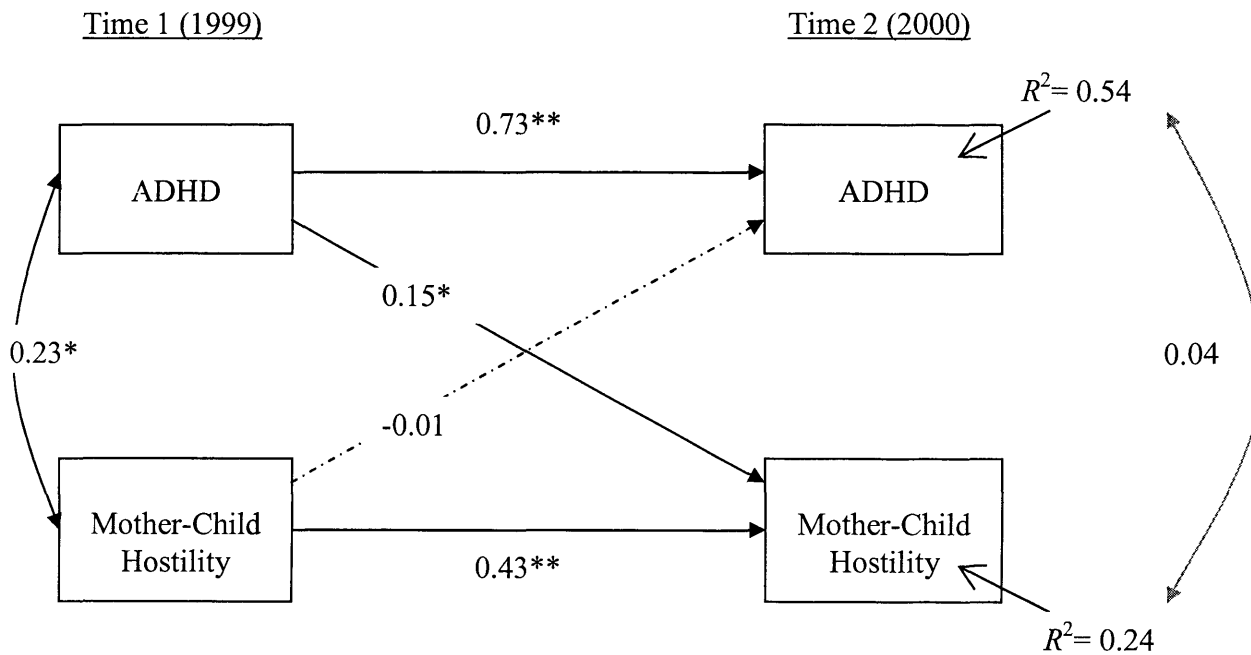 Time 1 (1999)
Time 2 (2000)
R²= 0.54
0.73**
ADHD
ADHD
0.15*
0.23*
0.04
-0.01
Mother-Child
Hostility
Mother-Child
Hostility
0.43**
R²= 0.24